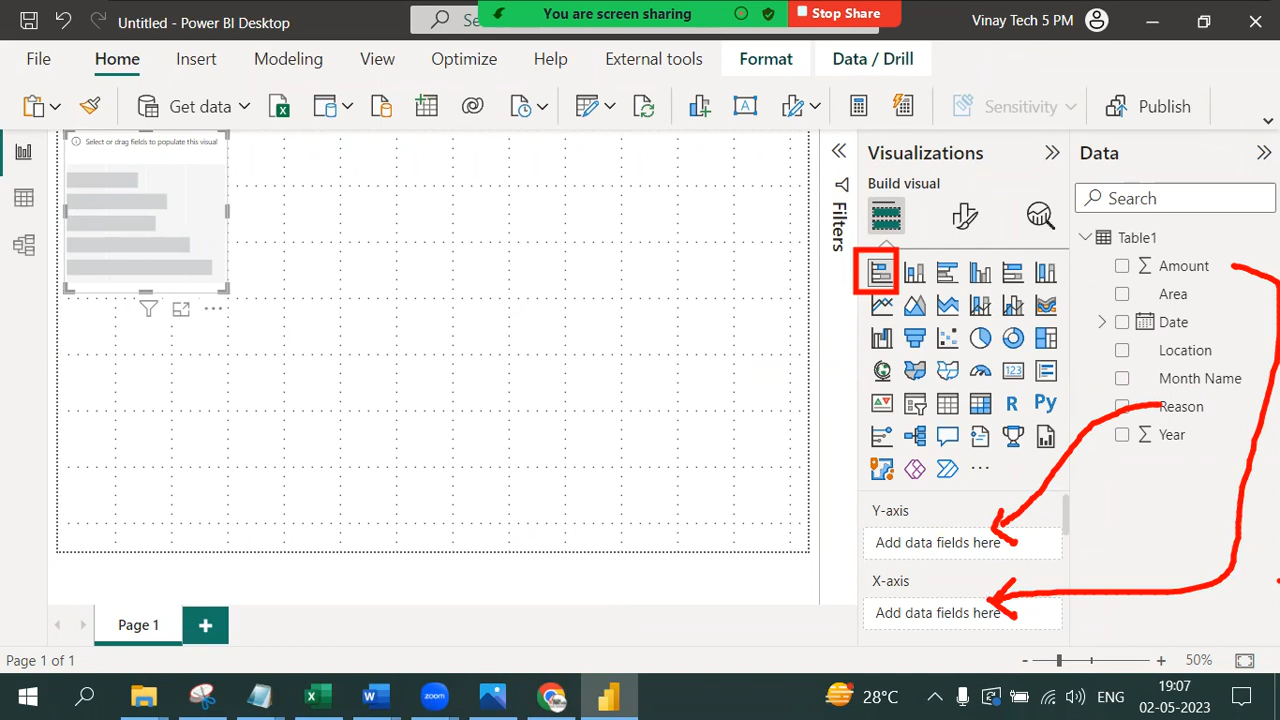 Untitled - Power BI Desktop
Se
You are screen sharing
Stop Share
Vinay Tech 5 PM
File
Home
Insert
Modeling
View
Optimize
Help
External tools
Format
Data / Drill
Get data
Sensitivity
Publish
Select or drag fields to populate this visual
Filters
Visualizations
Build visual
123
R
Py
Y-axis
Add data fields here
X-axis
Add data fields here
Data
Search
Table1
Σ Amount
Area
Date
Location
Month Name
Reason
Σ Year
Page 1
Page 1 of 1
50%
28°C
ENG
19:07
02-05-2023
zoom